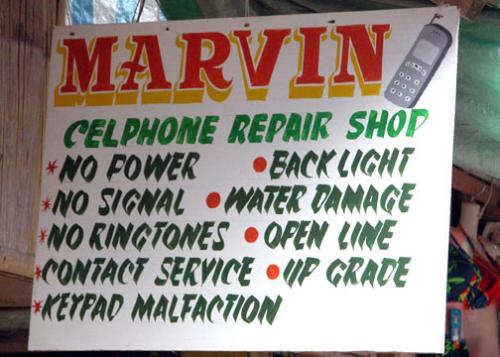 MARVIN
CELPHONE REPAIR SHOP
* NO POWER • BACK LIGHT
* NO SIGNAL • WATER DAMAGE
* NO RINGTONES • OPEN LINE
* CONTACT SERVICE • UP GRADE
* KEYPAD MALFACTION